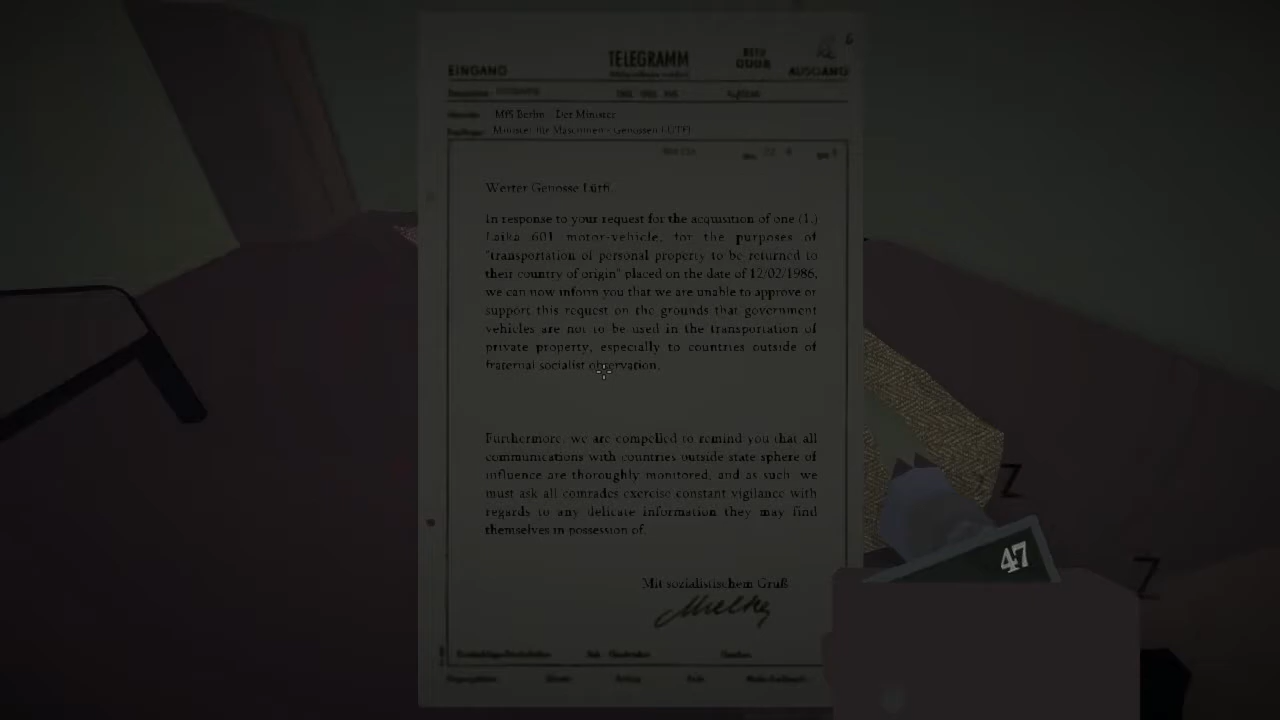 TELEGRAMM
EINGANG
AUSGANG
MfS Berlin - Der Minister
Minister für Maschinen - Genossen LÜTFI
Werter Genosse Lütfi
In response to your request for the acquisition of one (1.)
Laika 601 motor-vehicle, for the purposes of
"transportation of personal property to be returned to
their country of origin" placed on the date of 12/02/1986,
we can now inform you that we are unable to approve or
support this request on the grounds that government
vehicles are not to be used in the transportation of
private property, especially to countries outside of
fraternal socialist observation.
Furthermore, we are compelled to remind you that all
communications with countries outside state sphere of
influence are thoroughly monitored, and as such we
must ask all comrades exercise constant vigilance with
regards to any delicate information they may find
themselves in possession of.
Mit sozialistischem Gruß
Mielke
Z
47
Z